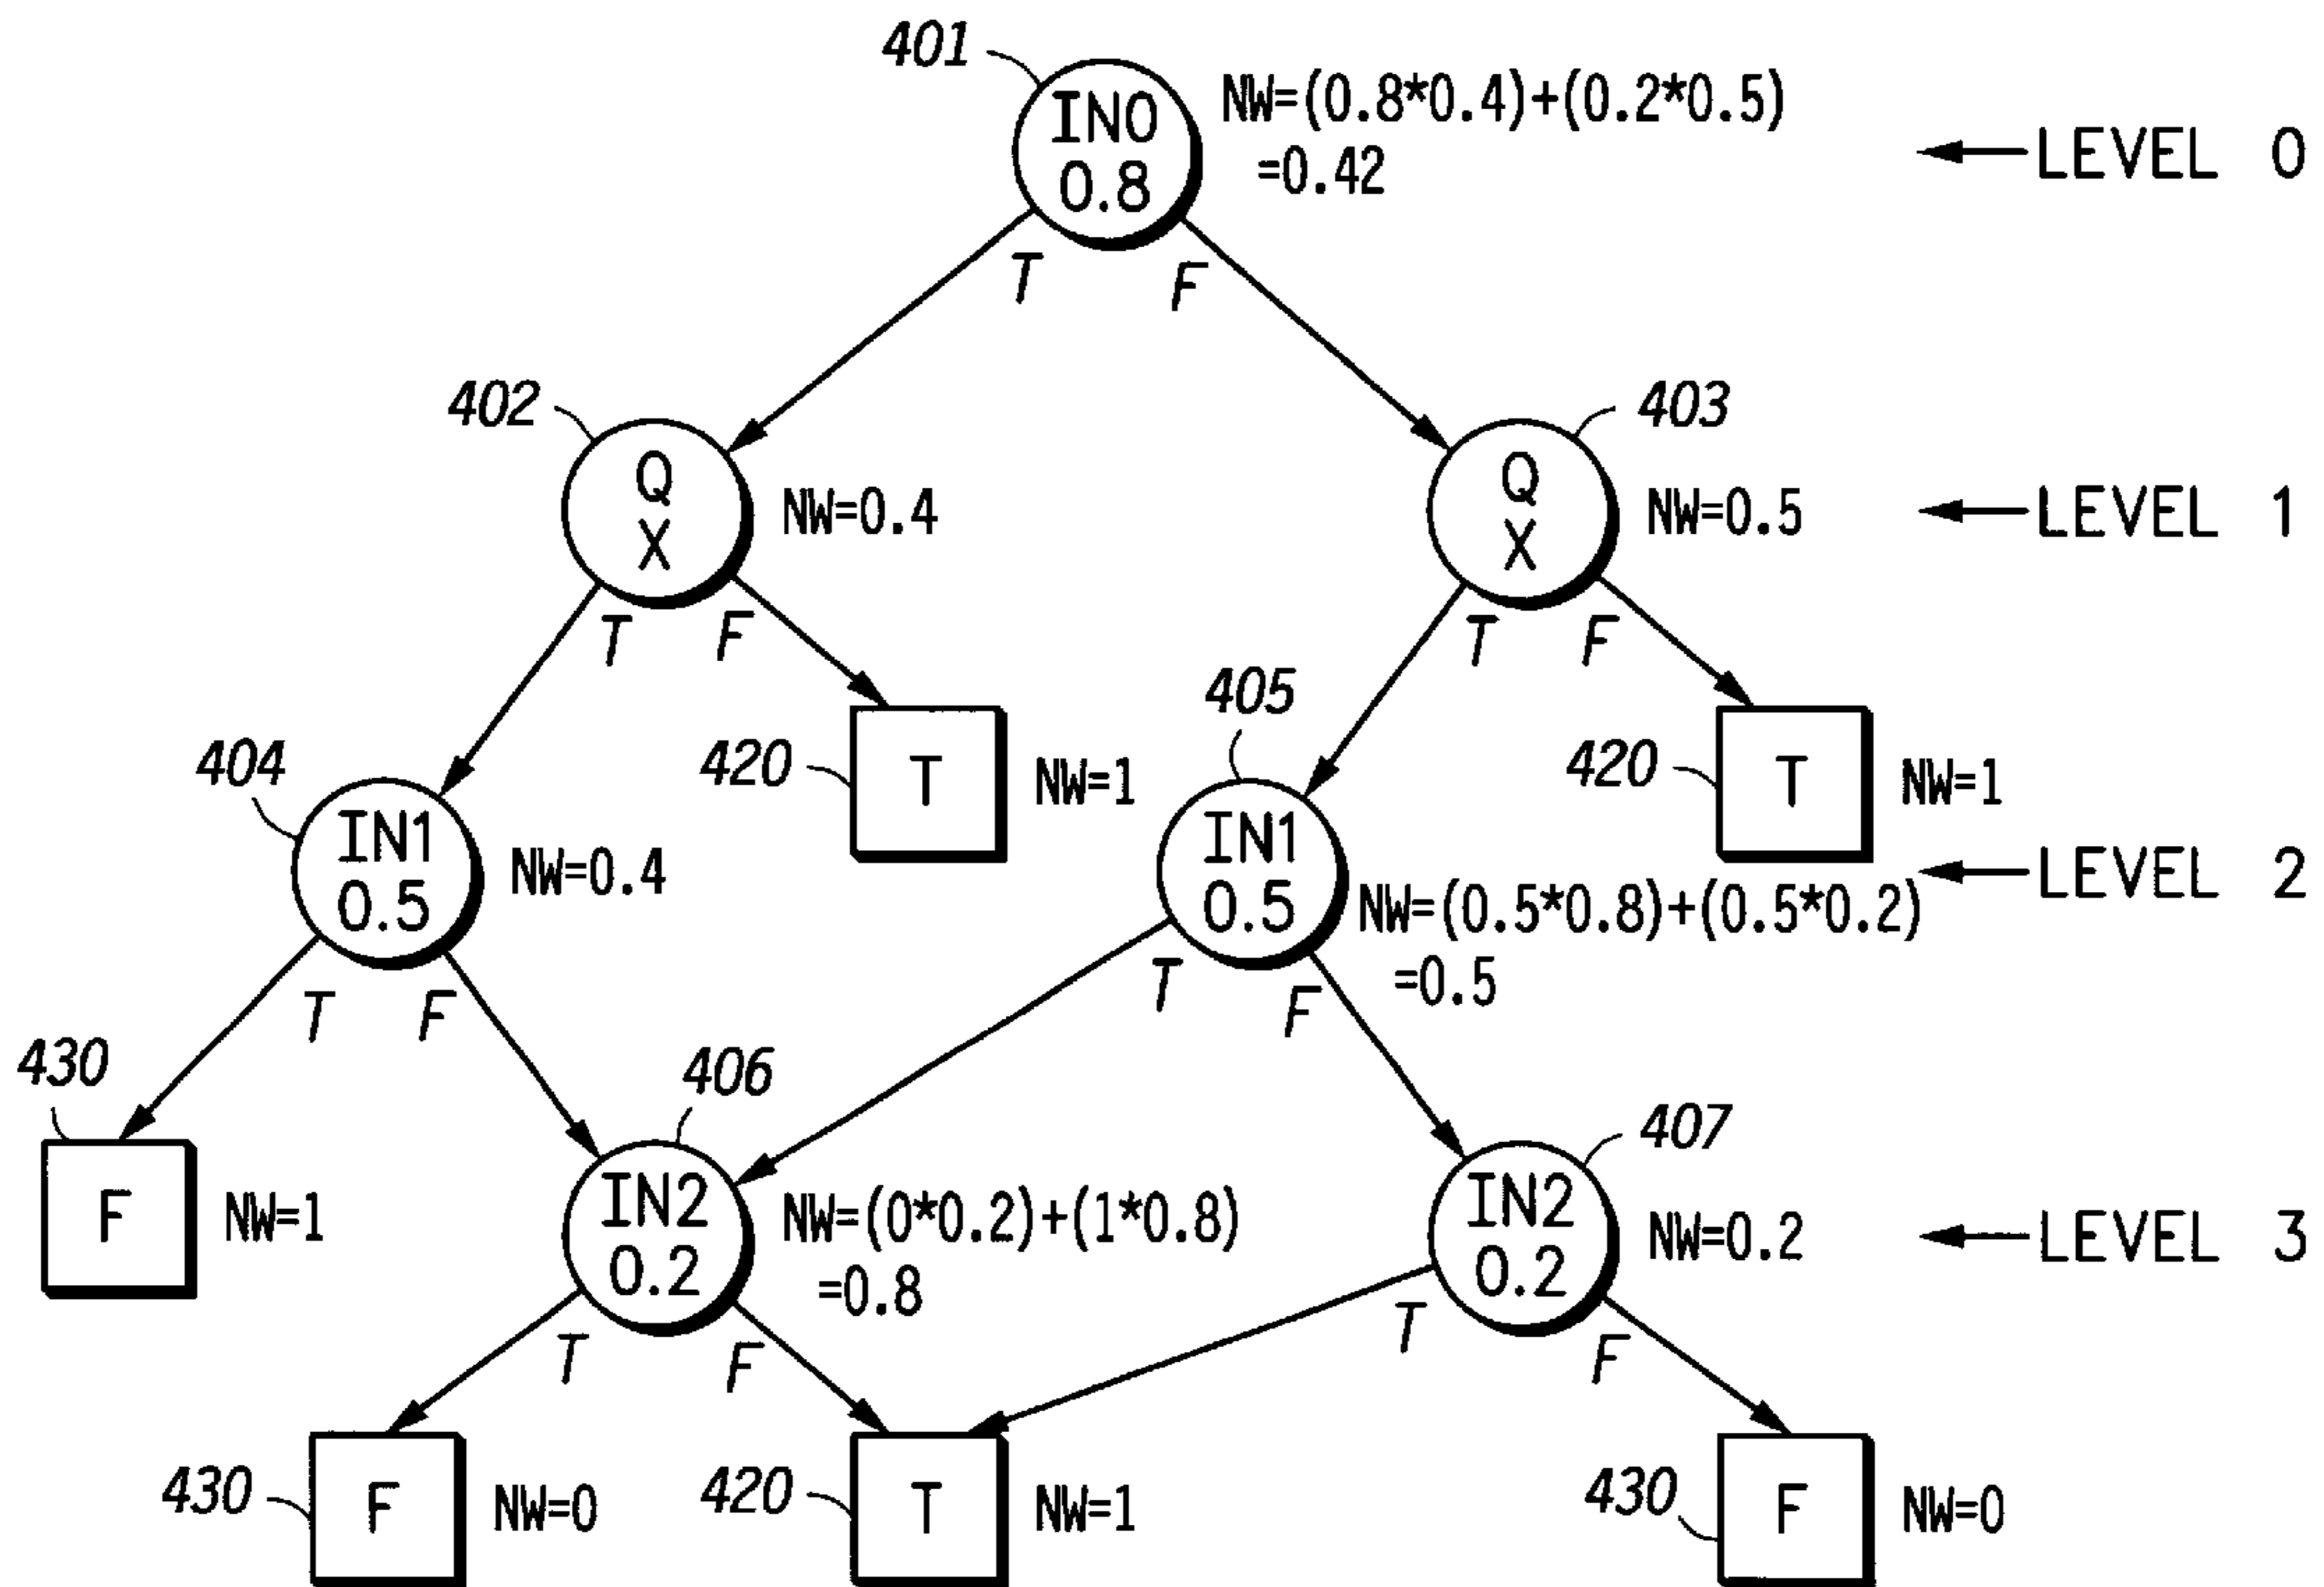 401
IN0
0.8
NW=(0.8*0.4)+(0.2*0.5)
=0.42
LEVEL 0
T
F
402
Q
X
NW=0.4
403
Q
X
NW=0.5
LEVEL 1
T
F
T
F
404
IN1
0.5
NW=0.4
420
T
NW=1
405
IN1
0.5
NW=(0.5*0.8)+(0.5*0.2)
=0.5
420
T
NW=1
LEVEL 2
T
F
T
F
430
F
NW=1
406
IN2
0.2
NW=(0*0.2)+(1*0.8)
=0.8
407
IN2
0.2
NW=0.2
LEVEL 3
T
F
T
F
430
F
NW=0
420
T
NW=1
430
F
NW=0